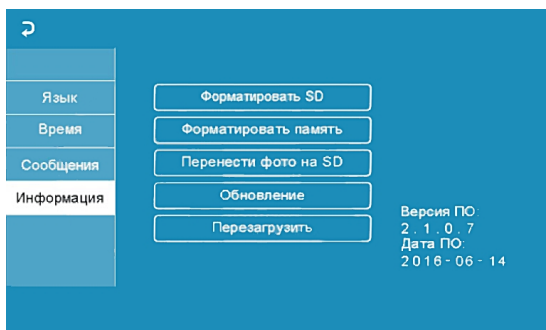 Язык
Время
Сообщения
Информация
Форматировать SD
Форматировать память
Перенести фото на SD
Обновление
Перезагрузить
Версия ПО:
2.1.0.7
Дата ПО:
2016-06-14